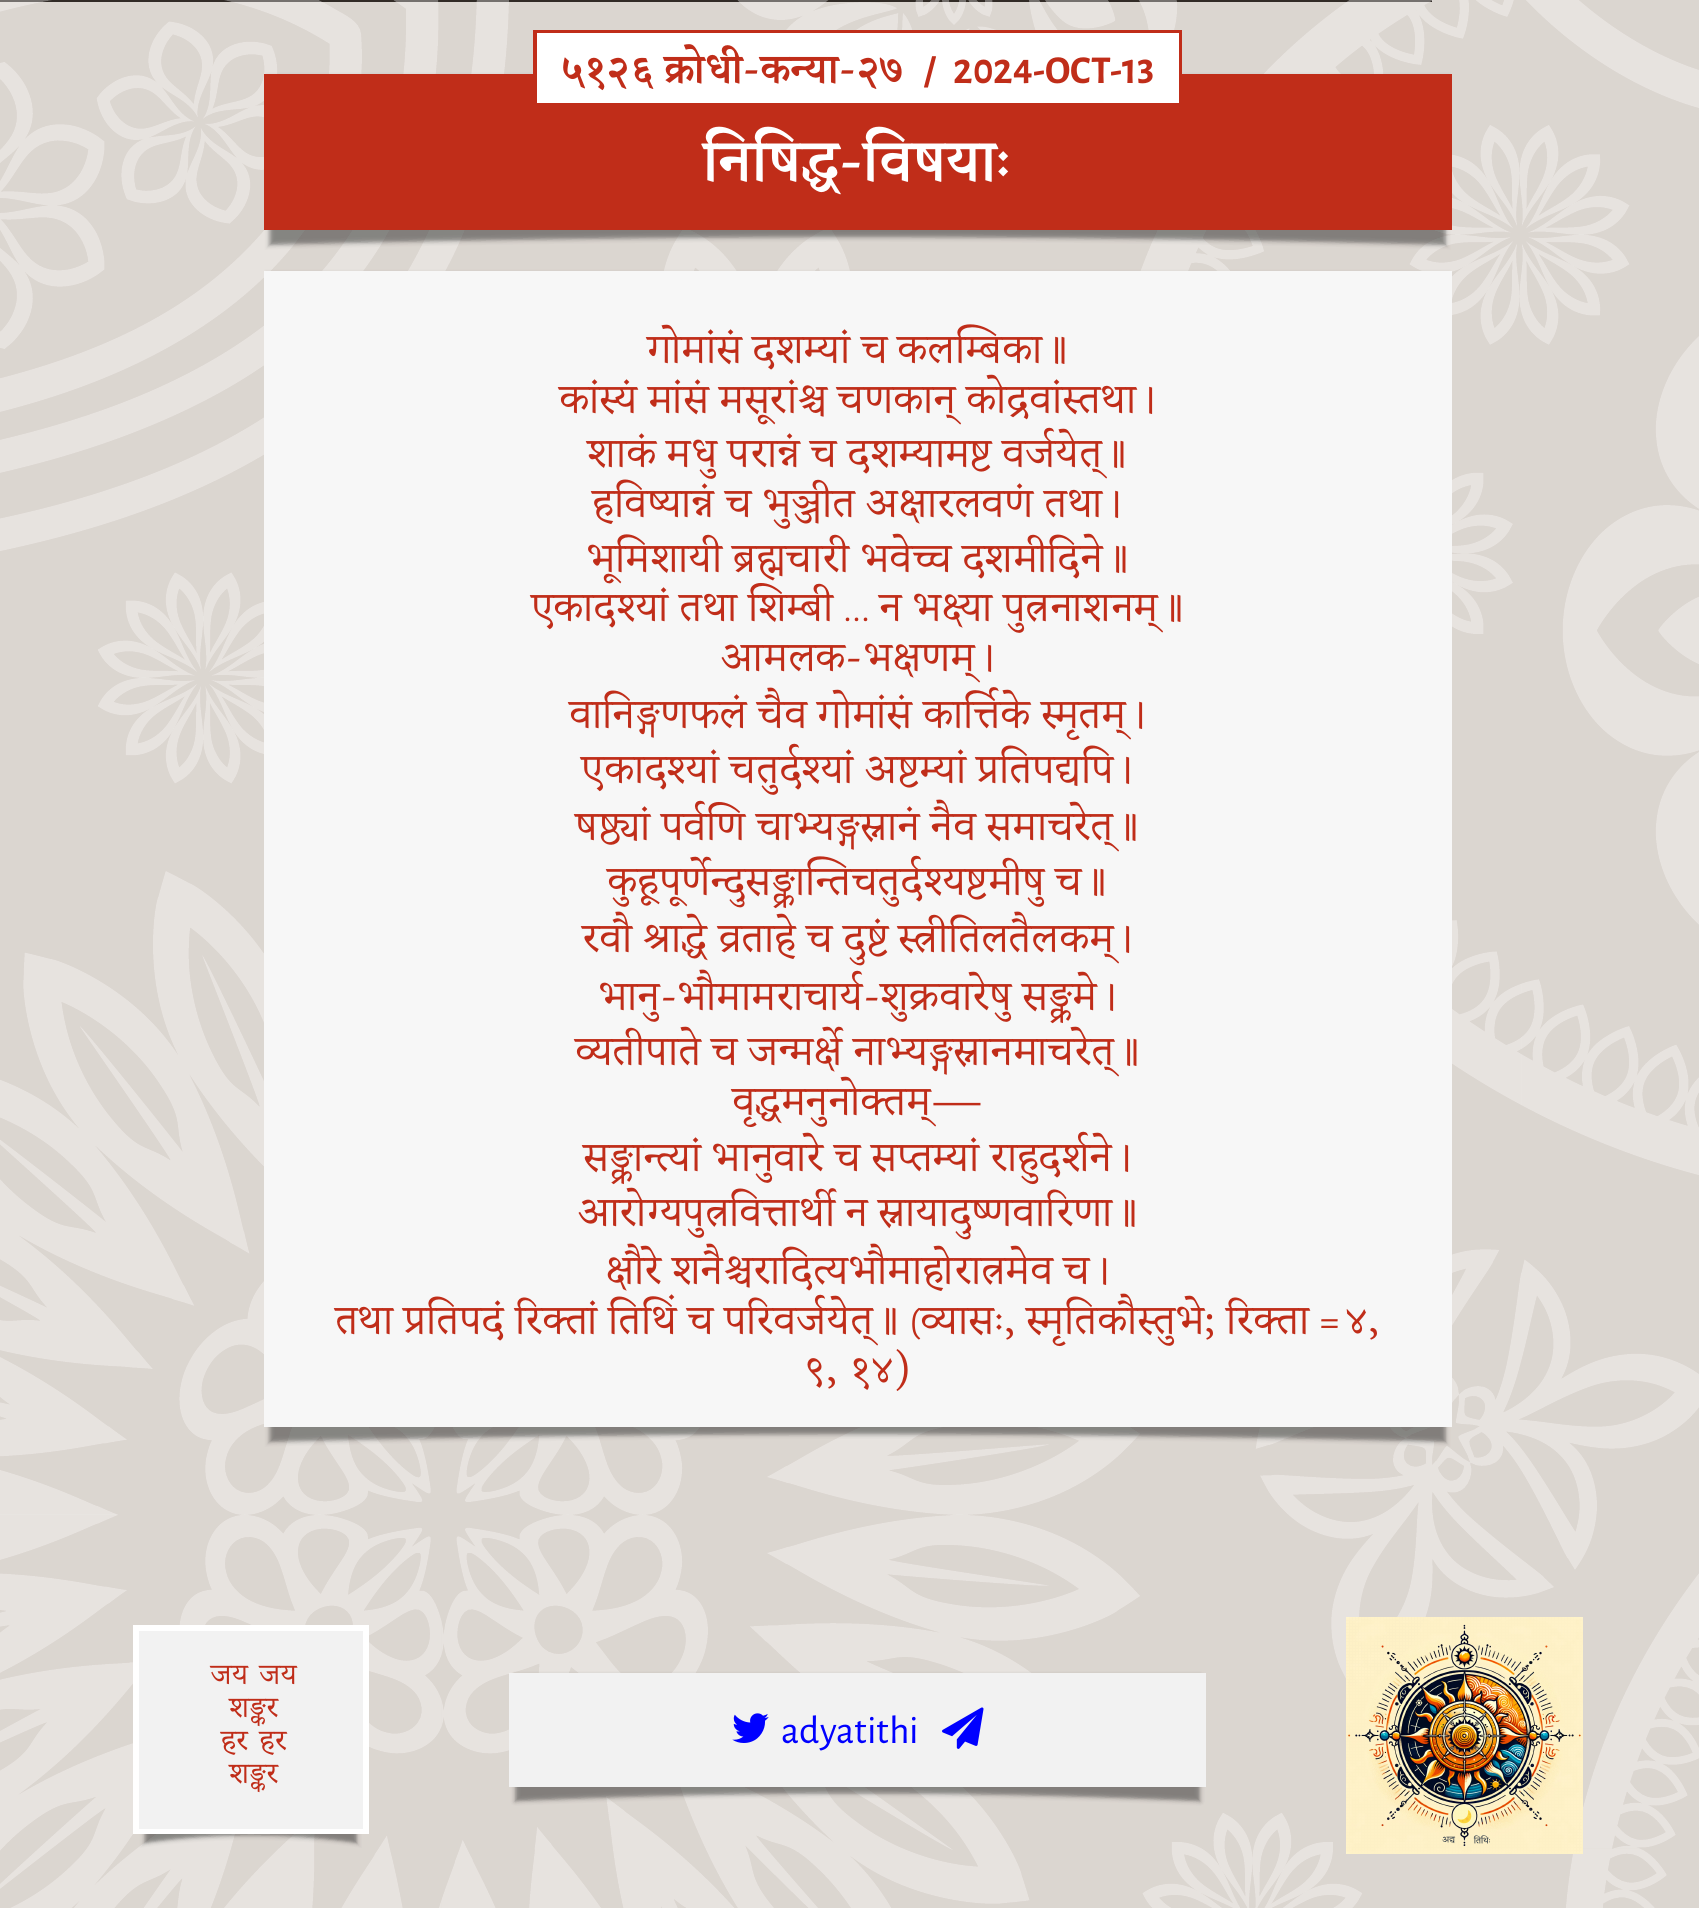 ५१२६ क्रोधी-कन्या-२७ / 2024-OCT-13
निषिद्ध-विषयाः
गोमांसं दशम्यां च कलम्बिका॥
कांस्यं मांसं मसूरांश्च चणकान् कोद्रवांस्तथा।
शाकं मधु परान्नं च दशम्यामष्ट वर्जयेत्॥
हविष्यान्नं च भुञ्जीत अक्षारलवणं तथा।
भूमिशायी ब्रह्मचारी भवेच्च दशमीदिने॥
एकादश्यां तथा शिम्बी … न भक्ष्या पुत्रनाशनम्॥
आमलक-भक्षणम्।
वानिङ्गणफलं चैव गोमांसं कार्त्तिके स्मृतम्।
एकादश्यां चतुर्दश्यां अष्टम्यां प्रतिपद्यपि।
षष्ठ्यां पर्वणि चाभ्यङ्गस्नानं नैव समाचरेत्॥
कुहूपूर्णेन्दुसङ्क्रान्तिचतुर्दश्यष्टमीषु च॥
रवौ श्राद्धे व्रताहे च दुष्टं स्त्रीतिलतैलकम्।
भानु-भौमामराचार्य-शुक्रवारेषु सङ्क्रमे।
व्यतीपाते च जन्मर्क्षे नाभ्यङ्गस्नानमाचरेत्॥
वृद्धमनुनोक्तम्—
सङ्क्रान्त्यां भानुवारे च सप्तम्यां राहुदर्शने।
आरोग्यपुत्रवित्तार्थी न स्नायादुष्णवारिणा॥
क्षौरे शनैश्चरादित्यभौमाहोरात्रमेव च।
तथा प्रतिपदं रिक्तां तिथिं च परिवर्जयेत्॥ (व्यासः, स्मृतिकौस्तुभे; रिक्ता = ४,
९, १४)
जय जय
शङ्कर
हर हर
शङ्कर
adyatithi
अद्य तिथिः